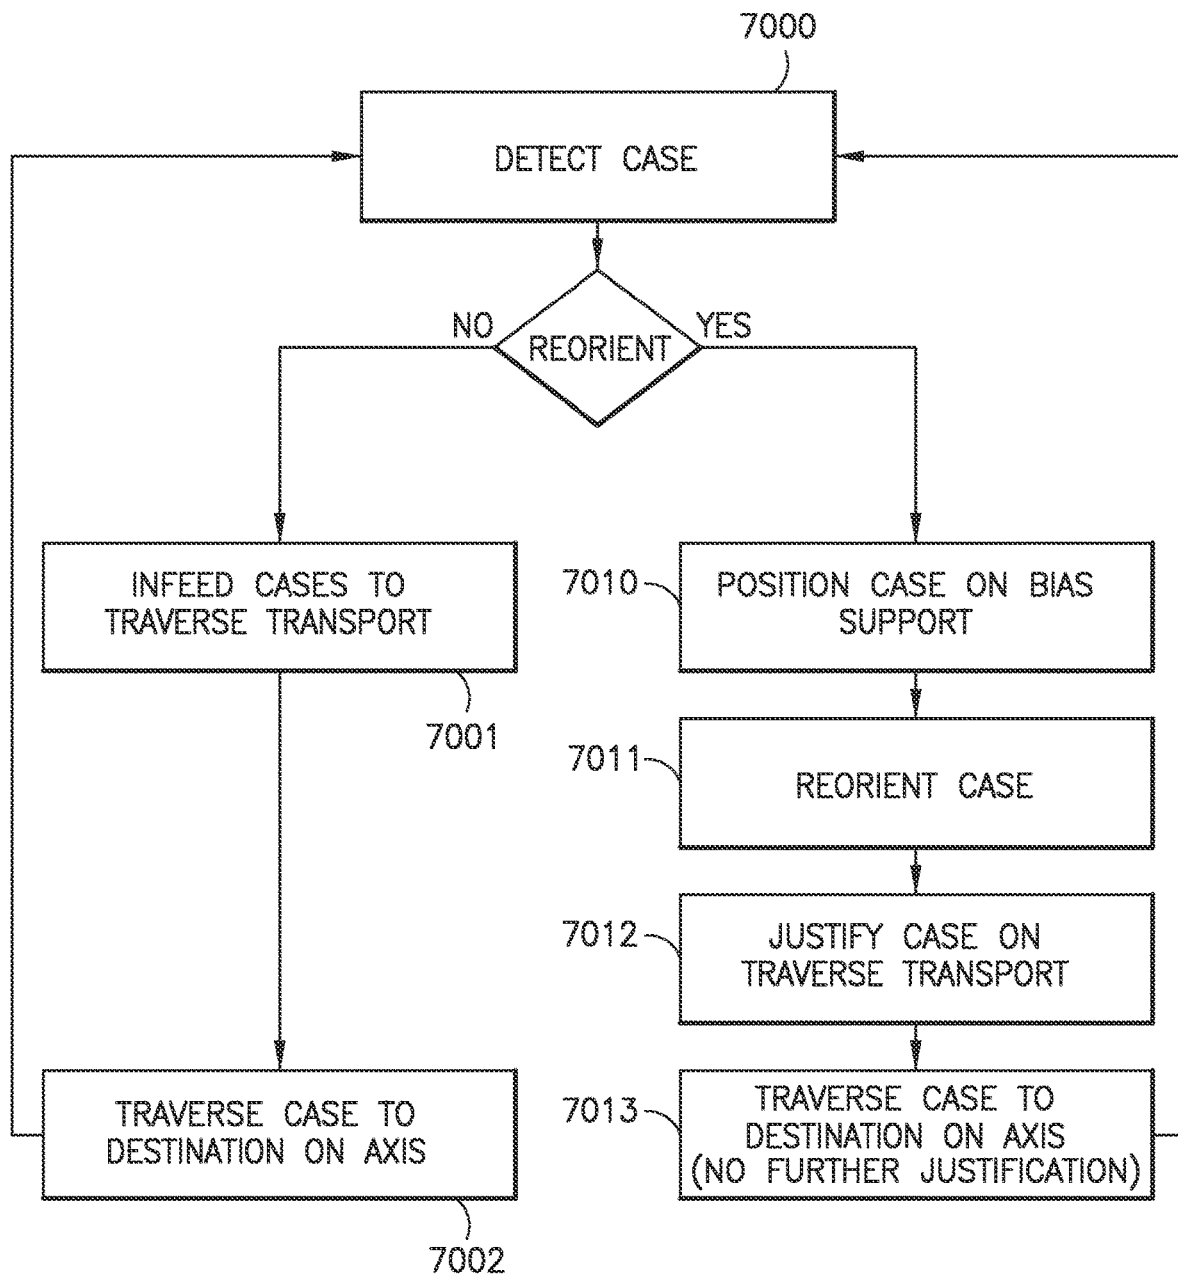 7000
DETECT CASE
NO
REORIENT
YES
INFEED CASES TO
TRAVERSE TRANSPORT
7001
TRAVERSE CASE TO
DESTINATION ON AXIS
7002
7010
POSITION CASE ON BIAS
SUPPORT
7011
REORIENT CASE
7012
JUSTIFY CASE ON
TRAVERSE TRANSPORT
7013
TRAVERSE CASE TO
DESTINATION ON AXIS
(NO FURTHER JUSTIFICATION)